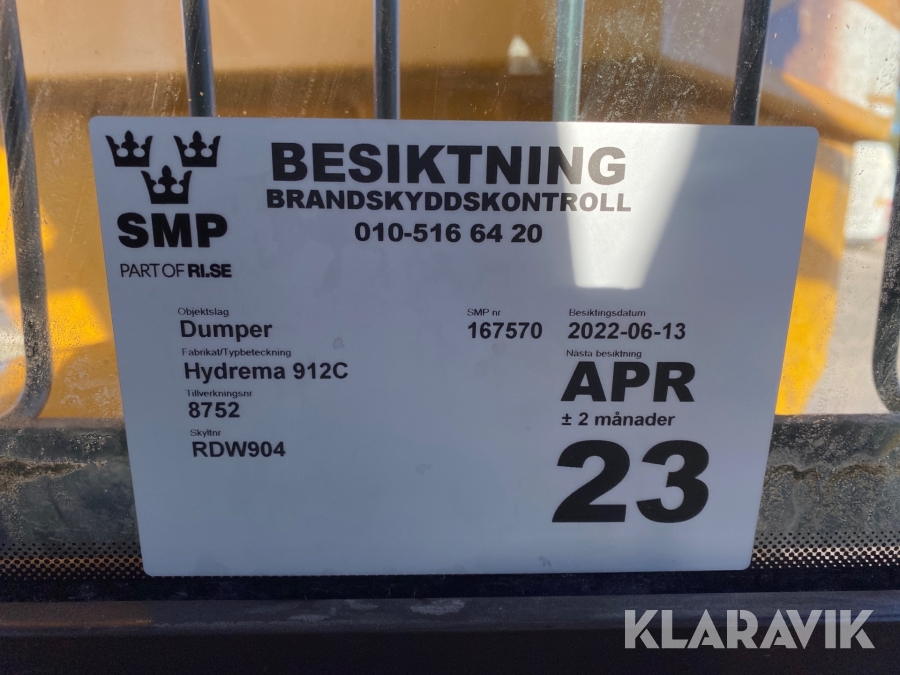 BESIKTNING
BRANDSKYDDSKONTROLL
010-516 64 20
SMP
PART OF RI.SE
Objektslag
Dumper
Fabrikat/Typbeteckning
Hydrema 912C
Tillverkningsnr
8752
Skyltnr
RDW904
SMP nr
167570
Besiktingsdatum
2022-06-13
Nästa besiktning
APR
± 2 månader
23
KLARAVIK